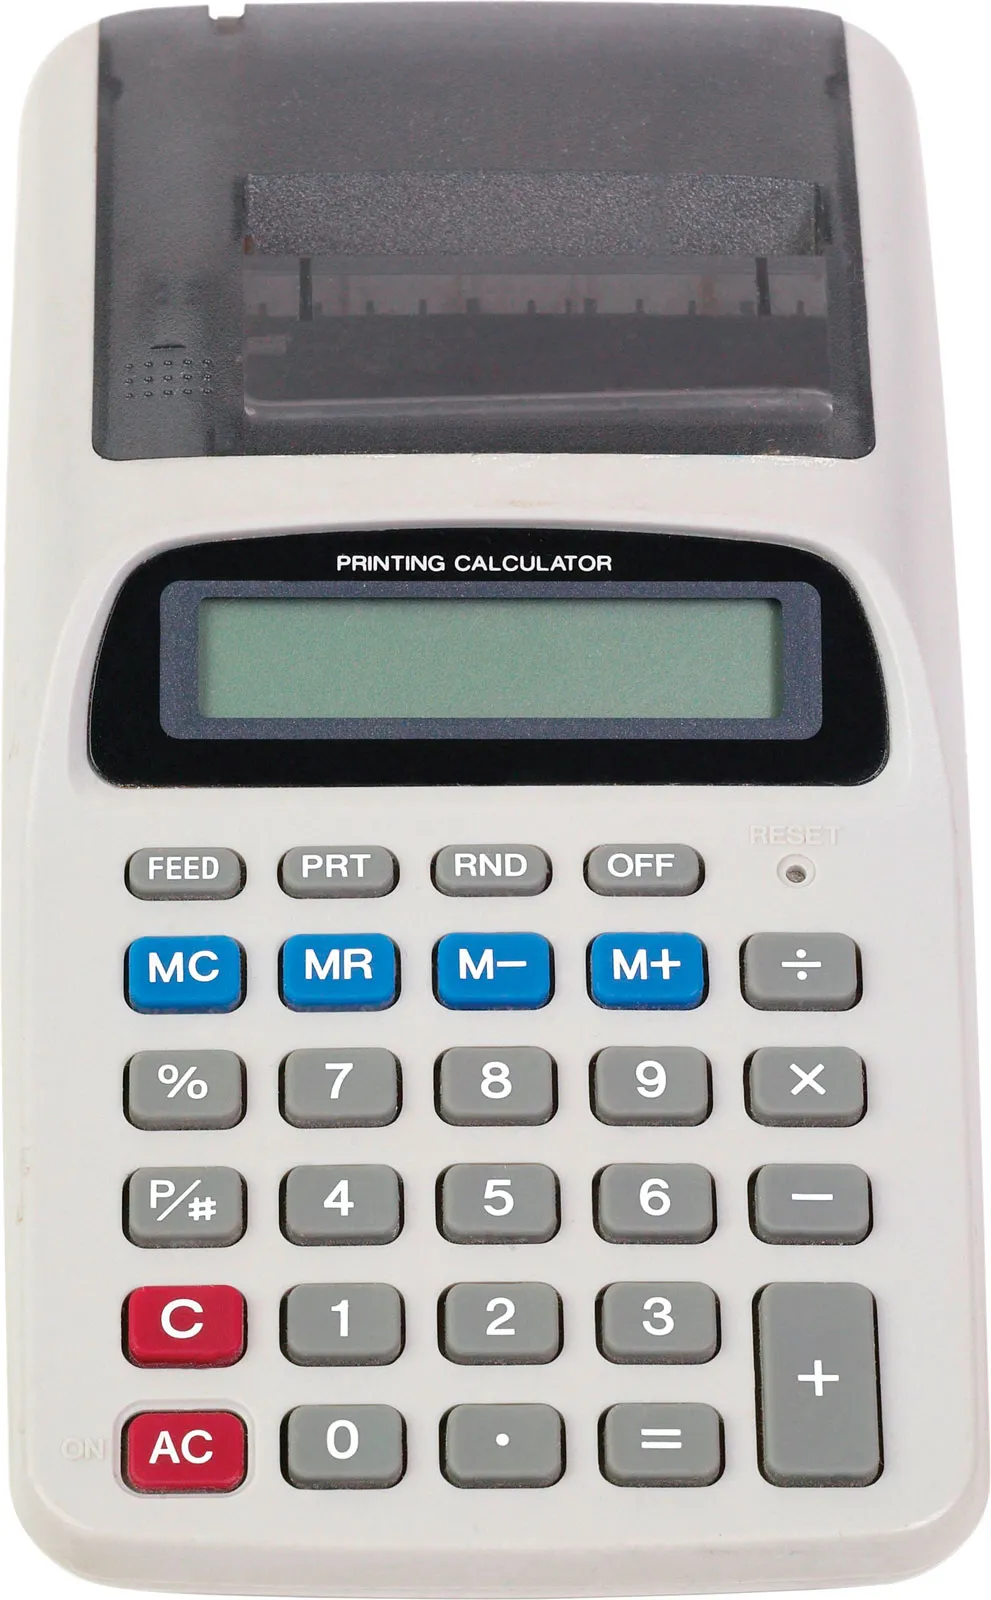 PRINTING CALCULATOR
RESET
FEED PRT RND OFF
MC MR M− M+ ÷
% 7 8 9 ×
P/# 4 5 6 −
C 1 2 3 +
ON AC 0 . =